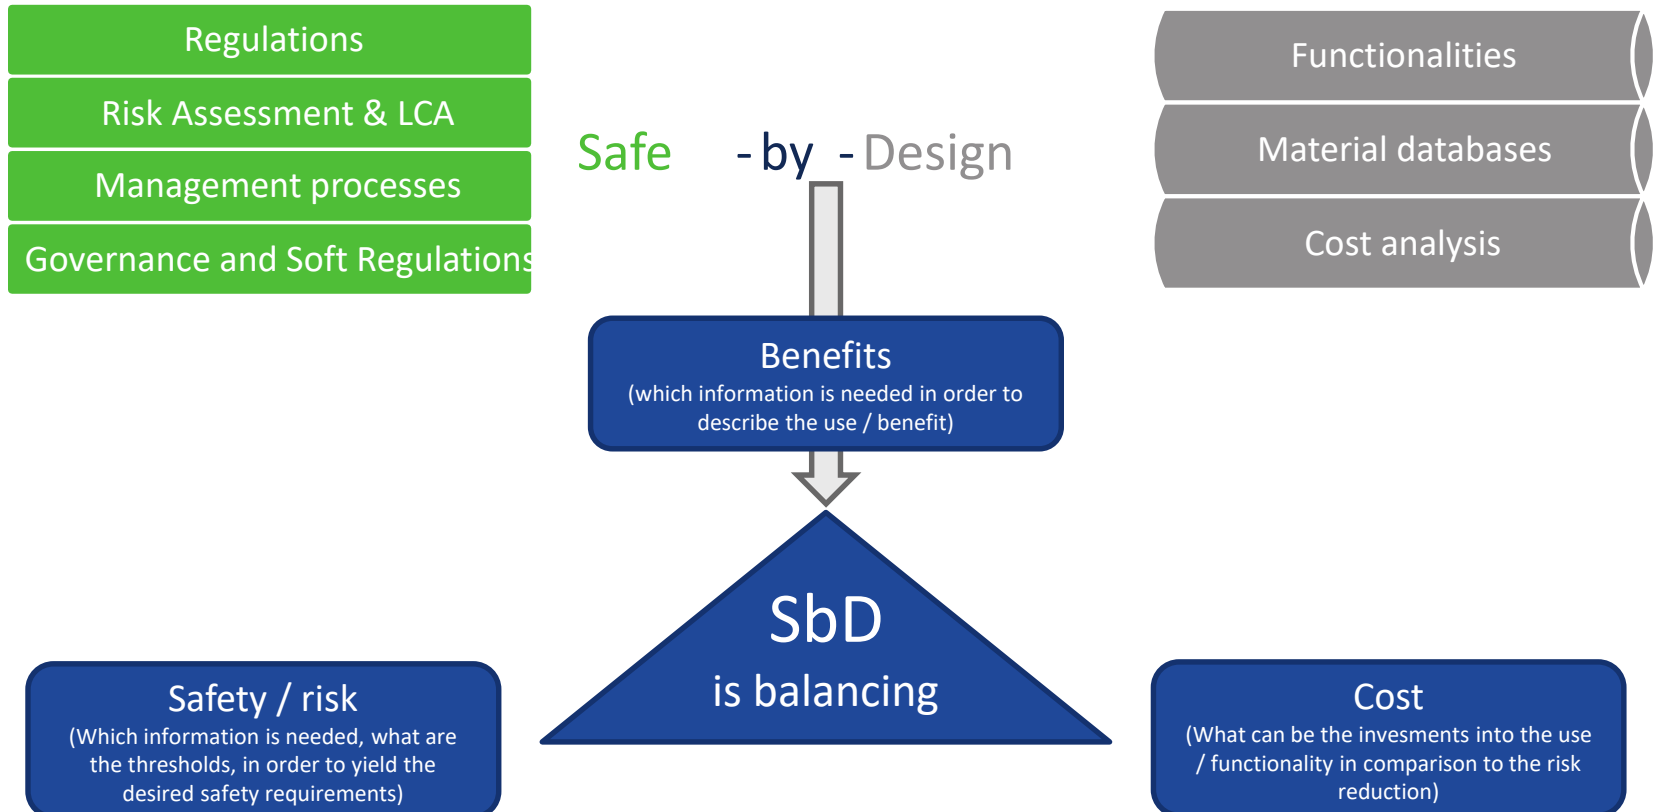 Regulations
Risk Assessment & LCA
Management processes
Governance and Soft Regulations
Safe -by -Design
Functionalities
Material databases
Cost analysis
Benefits
(which information is needed in order to
describe the use / benefit)
SbD
is balancing
Safety / risk
(Which information is needed, what are
the thresholds, in order to yield the
desired safety requirements)
Cost
(What can be the invesments into the use
/ functionality in comparison to the risk
reduction)